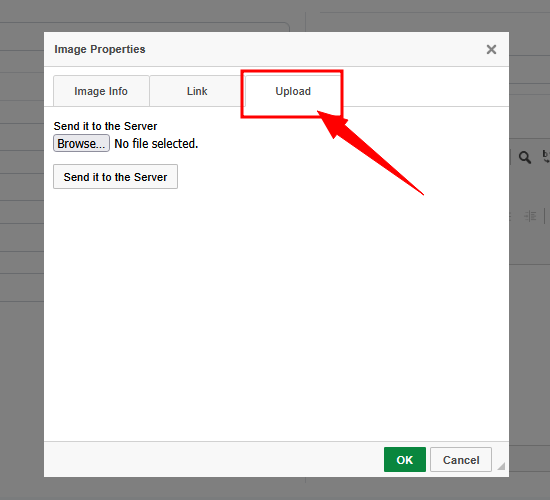 Image Properties
Image Info Link Upload
Send it to the Server
Browse... No file selected.
Send it to the Server
OK Cancel